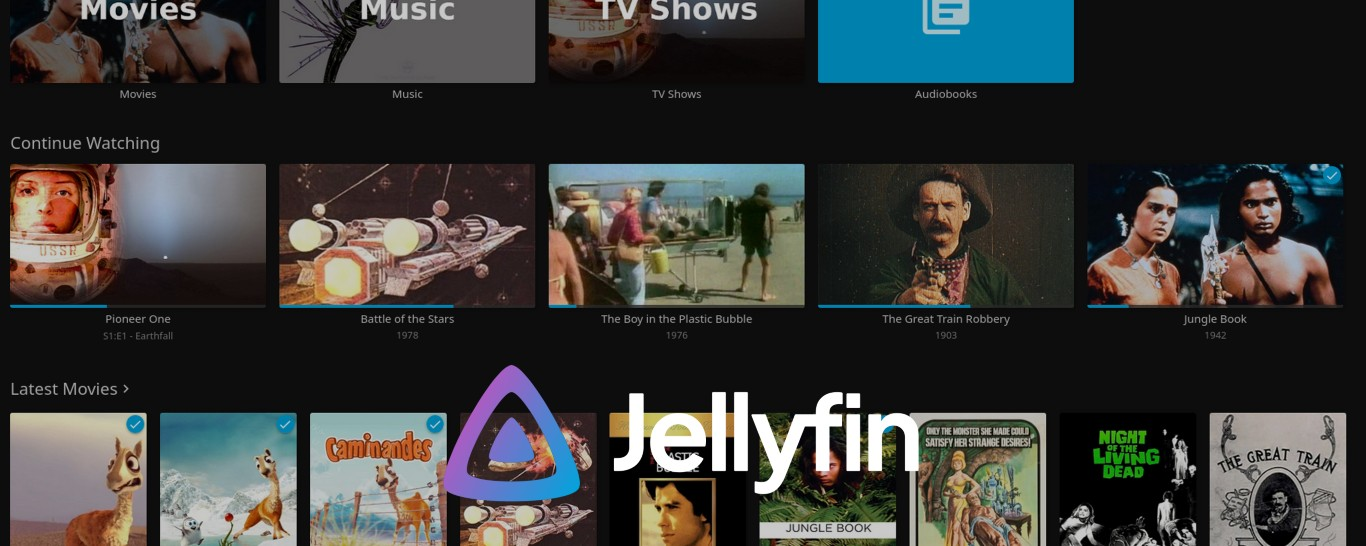 Movies
Music
TV Shows
Movies
Music
TV Shows
Audiobooks
Continue Watching
USSR
Pioneer One
S1:E1 - Earthfall
Battle of the Stars
1978
The Boy in the Plastic Bubble
1976
The Great Train Robbery
1903
Jungle Book
1942
Latest Movies
Jellyfin
Caminandes
JUNGLE BOOK
ONLY THE MONSTER SHE MADE COULD
SATISFY HER STRANGE DESIRES!
NIGHT
OF THE
LIVING
DEAD
THE GREAT TRAIN